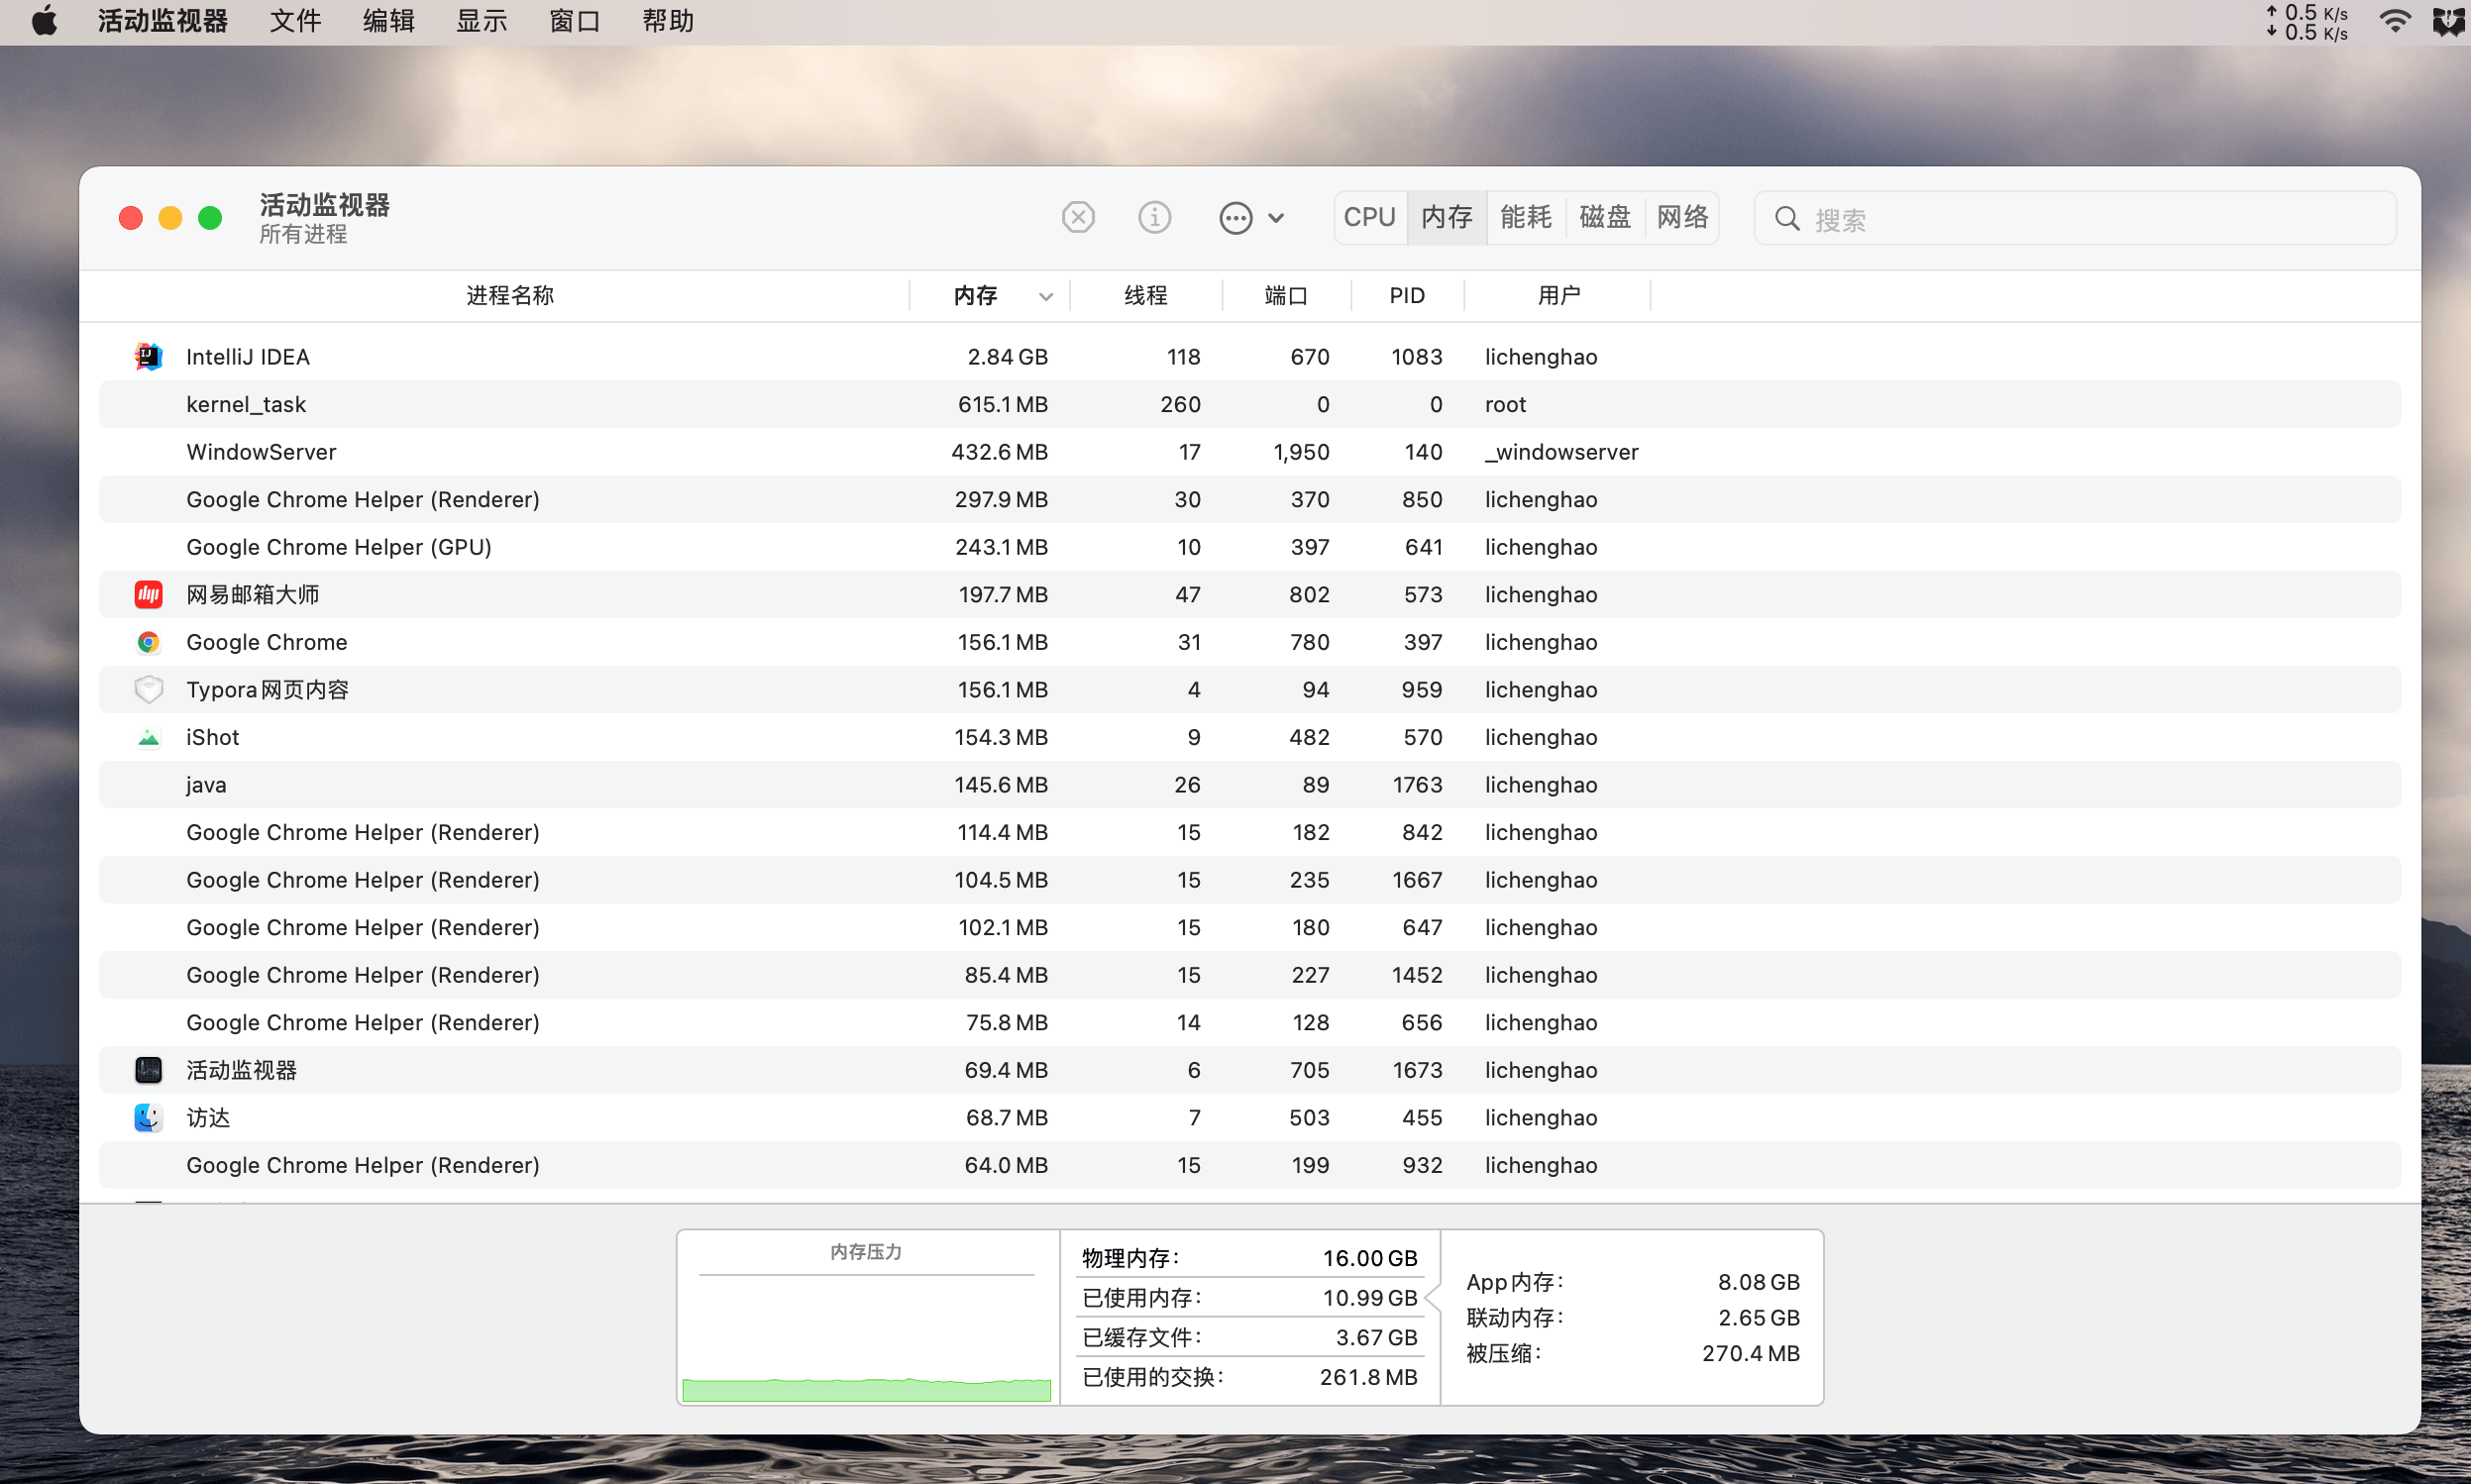 活动监视器 文件 编辑 显示 窗口 帮助
↑ 0.5 K/s
↓ 0.5 K/s
活动监视器
所有进程
CPU 内存 能耗 磁盘 网络 搜索
进程名称 内存 线程 端口 PID 用户
IntelliJ IDEA 2.84 GB 118 670 1083 lichenghao
kernel_task 615.1 MB 260 0 0 root
WindowServer 432.6 MB 17 1,950 140 _windowserver
Google Chrome Helper (Renderer) 297.9 MB 30 370 850 lichenghao
Google Chrome Helper (GPU) 243.1 MB 10 397 641 lichenghao
网易邮箱大师 197.7 MB 47 802 573 lichenghao
Google Chrome 156.1 MB 31 780 397 lichenghao
Typora网页内容 156.1 MB 4 94 959 lichenghao
iShot 154.3 MB 9 482 570 lichenghao
java 145.6 MB 26 89 1763 lichenghao
Google Chrome Helper (Renderer) 114.4 MB 15 182 842 lichenghao
Google Chrome Helper (Renderer) 104.5 MB 15 235 1667 lichenghao
Google Chrome Helper (Renderer) 102.1 MB 15 180 647 lichenghao
Google Chrome Helper (Renderer) 85.4 MB 15 227 1452 lichenghao
Google Chrome Helper (Renderer) 75.8 MB 14 128 656 lichenghao
活动监视器 69.4 MB 6 705 1673 lichenghao
访达 68.7 MB 7 503 455 lichenghao
Google Chrome Helper (Renderer) 64.0 MB 15 199 932 lichenghao
内存压力
物理内存: 16.00 GB
已使用内存: 10.99 GB
已缓存文件: 3.67 GB
已使用的交换: 261.8 MB
App内存: 8.08 GB
联动内存: 2.65 GB
被压缩: 270.4 MB